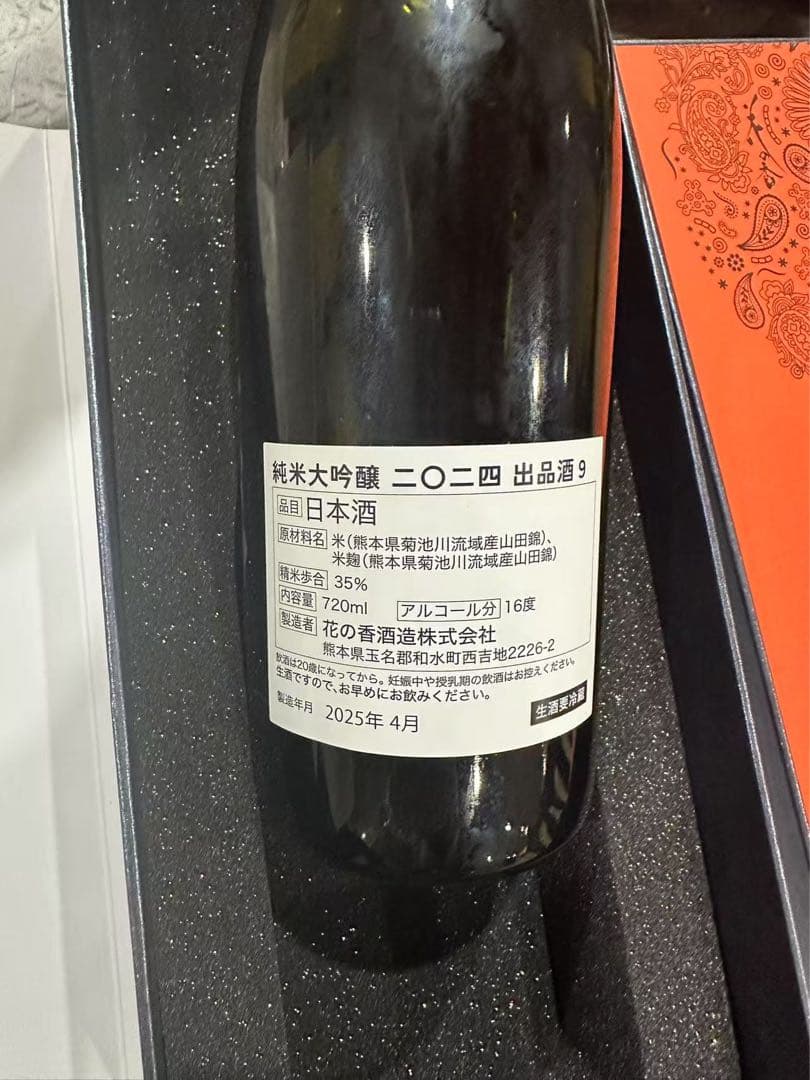 純米大吟醸 二〇二四 出品酒9
品目 日本酒
原材料名 米(熊本県菊池川流域産山田錦)、
米麹(熊本県菊池川流域産山田錦)
精米歩合 35%
内容量 720ml アルコール分 16度
製造者 花の香酒造株式会社
熊本県玉名郡和水町西吉地2226-2
飲酒は20歳になってから。妊娠中や授乳期の飲酒はお控えください。
生酒ですので、お早めにお飲みください。
製造年月 2025年 4月
生酒要冷蔵